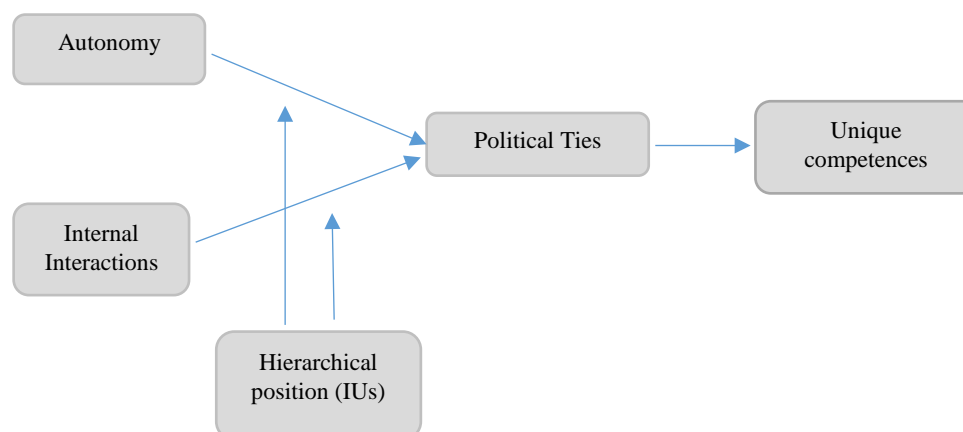 Autonomy
Political Ties
Unique
competences
Internal
Interactions
Hierarchical
position (IUs)